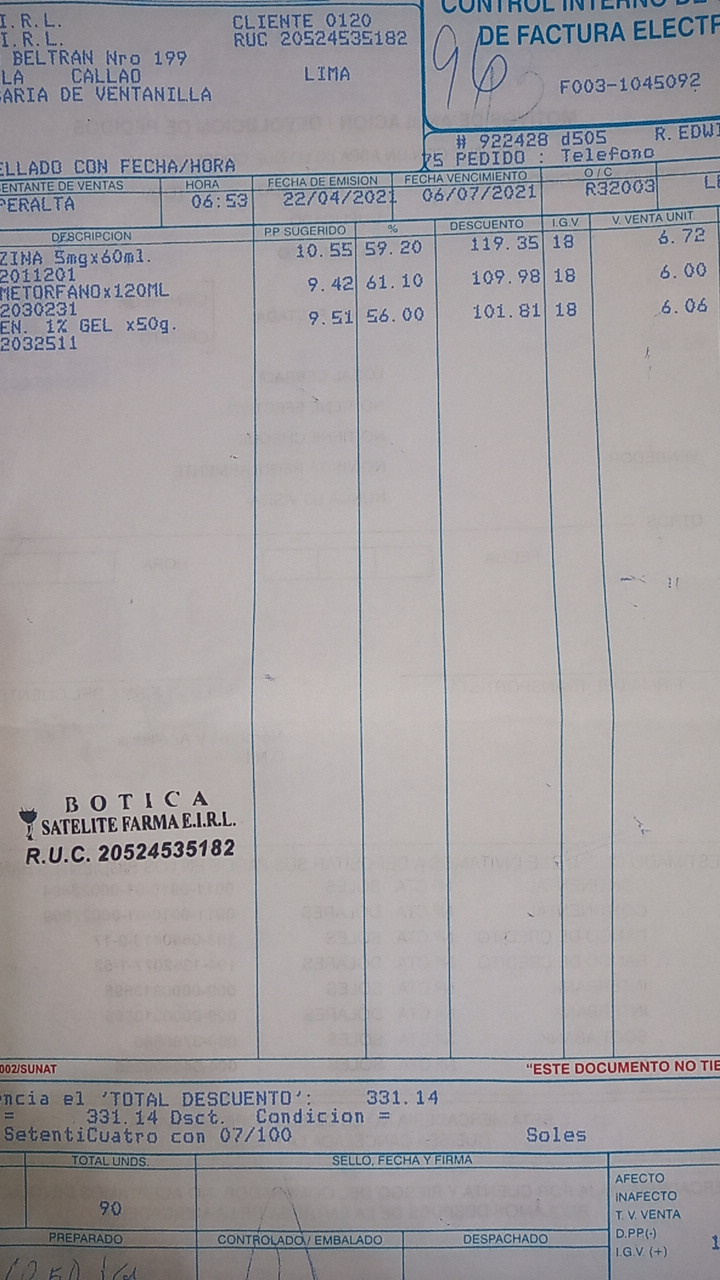 I.R.L. CLIENTE 0120
I.R.L. RUC 20524535182
BELTRAN Nro 199
LA CALLAO LIMA
SARIA DE VENTANILLA
CONTROL INTERNO DE
DE FACTURA ELECTR
96
F003-1045092
# 922428 d505 R. EDWI
ELLADO CON FECHA/HORA 75 PEDIDO : Telefono
SENTANTE DE VENTAS HORA FECHA DE EMISION FECHA VENCIMIENTO O / C
PERALTA 06:53 22/04/2021 06/07/2021 R32003 LE
DESCRIPCION PP SUGERIDO % DESCUENTO I.G.V V. VENTA UNIT
ZINA 5mgx60ml. 10.55 59.20 119.35 18 6.72
2011201
METORFANOx120ML 9.42 61.10 109.98 18 6.00
2030231
EN. 1% GEL x50g. 9.51 56.00 101.81 18 6.06
2032511
BOTICA
SATELITE FARMA E.I.R.L.
R.U.C. 20524535182
002/SUNAT "ESTE DOCUMENTO NO TIE
ncia el 'TOTAL DESCUENTO': 331.14
= 331.14 Dsct. Condicion =
SetentiCuatro con 07/100 Soles
TOTAL UNDS. SELLO, FECHA Y FIRMA
90
AFECTO
INAFECTO
T. V. VENTA
D.PP(-)
I.G.V. (+) 1
PREPARADO CONTROLADO / EMBALADO DESPACHADO